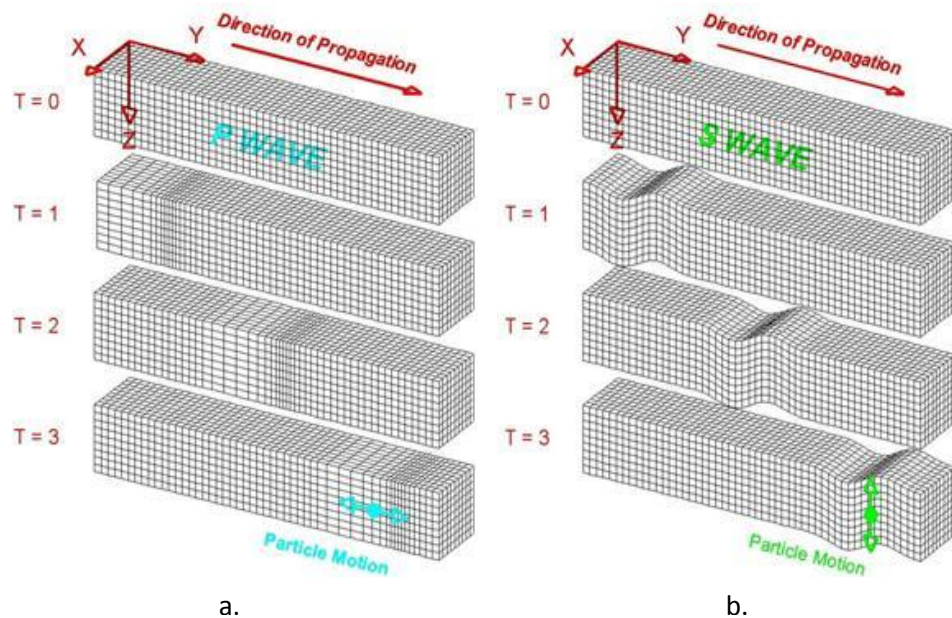 X
Y
Direction of Propagation
T = 0
Z
P WAVE
T = 1
T = 2
T = 3
Particle Motion
a.
X
Y
Direction of Propagation
T = 0
Z
S WAVE
T = 1
T = 2
T = 3
Particle Motion
b.